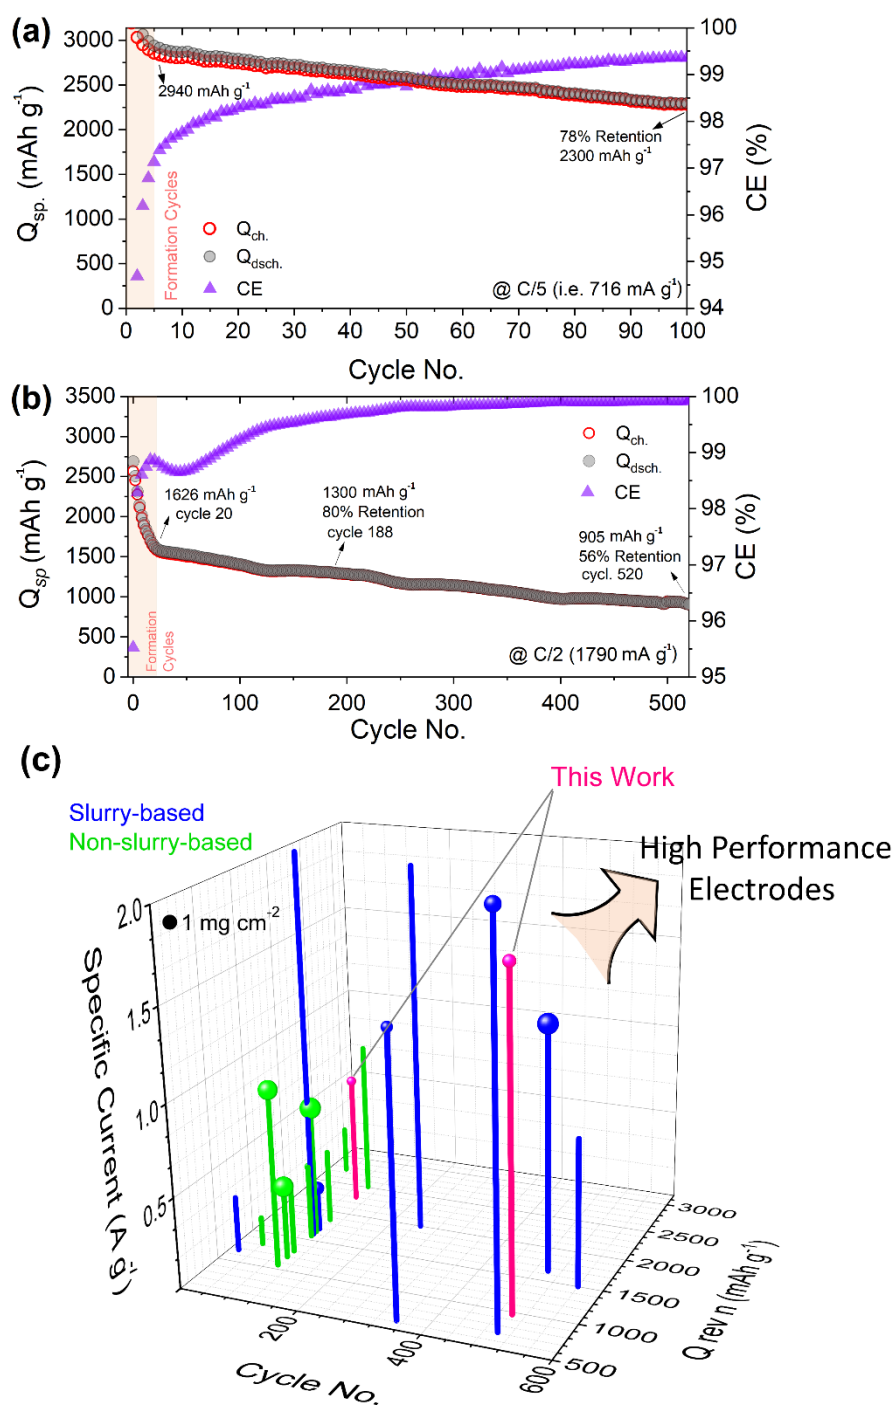 (a)
3000
2500
2000
1500
1000
500
0
Q_sp. (mAh g⁻¹)
2940 mAh g⁻¹
78% Retention
2300 mAh g⁻¹
Formation Cycles
Q_ch.
Q_dsch.
CE
@ C/5 (i.e. 716 mA g⁻¹)
100
99
98
97
96
95
94
CE (%)
0 10 20 30 40 50 60 70 80 90 100
Cycle No.
(b)
3500
3000
2500
2000
1500
1000
500
0
Q_sp (mAh g⁻¹)
1626 mAh g⁻¹
cycle 20
1300 mAh g⁻¹
80% Retention
cycle 188
905 mAh g⁻¹
56% Retention
cycl. 520
Q_ch.
Q_dsch.
CE
Formation
Cycles
@ C/2 (1790 mA g⁻¹)
100
99
98
97
96
95
CE (%)
0 100 200 300 400 500
Cycle No.
(c)
This Work
Slurry-based
Non-slurry-based
High Performance
Electrodes
1 mg cm⁻²
2.0
1.5
1.0
0.5
Specific Current (A g⁻¹)
200
400
600
Cycle No.
3000
2500
2000
1500
1000
500
Q rev n (mAh g⁻¹)